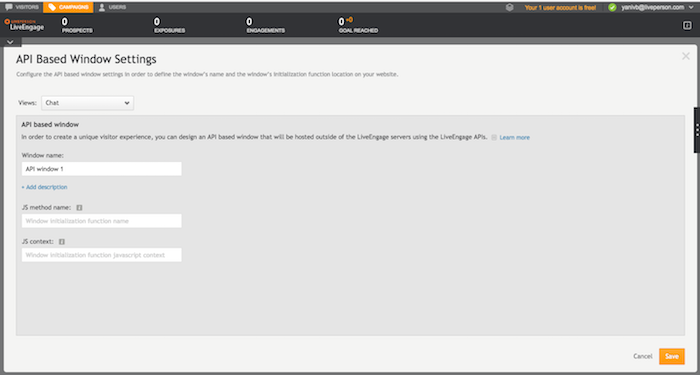 VISITORS CAMPAIGNS USERS Your 1 user account is free! yanivb@liveperson.com
LIVEPERSON LiveEngage
0 PROSPECTS
0 EXPOSURES
0 ENGAGEMENTS
0 +0 GOAL REACHED
API Based Window Settings
Configure the API based window settings in order to define the window's name and the window's initialization function location on your website.
Views: Chat
API based window
In order to create a unique visitor experience, you can design an API based window that will be hosted outside of the LiveEngage servers using the LiveEngage APIs. Learn more
Window name:
API window 1
+ Add description
JS method name:
Window initialization function name
JS context:
Window initialization function javascript context
Cancel Save